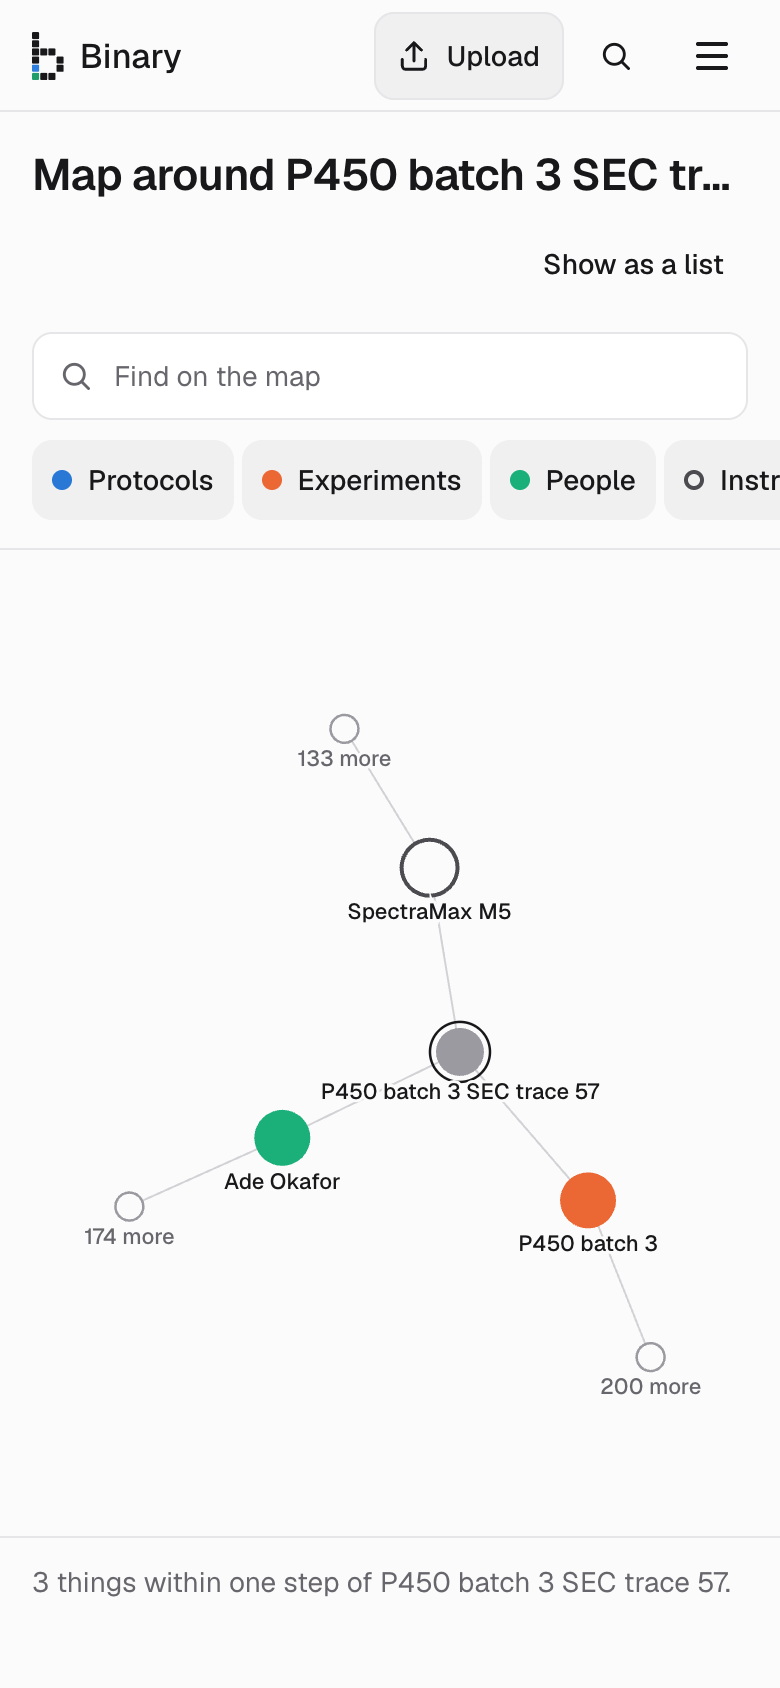 Binary
Upload
Map around P450 batch 3 SEC tr...
Show as a list
Find on the map
Protocols
Experiments
People
Instr
133 more
SpectraMax M5
P450 batch 3 SEC trace 57
Ade Okafor
174 more
P450 batch 3
200 more
3 things within one step of P450 batch 3 SEC trace 57.